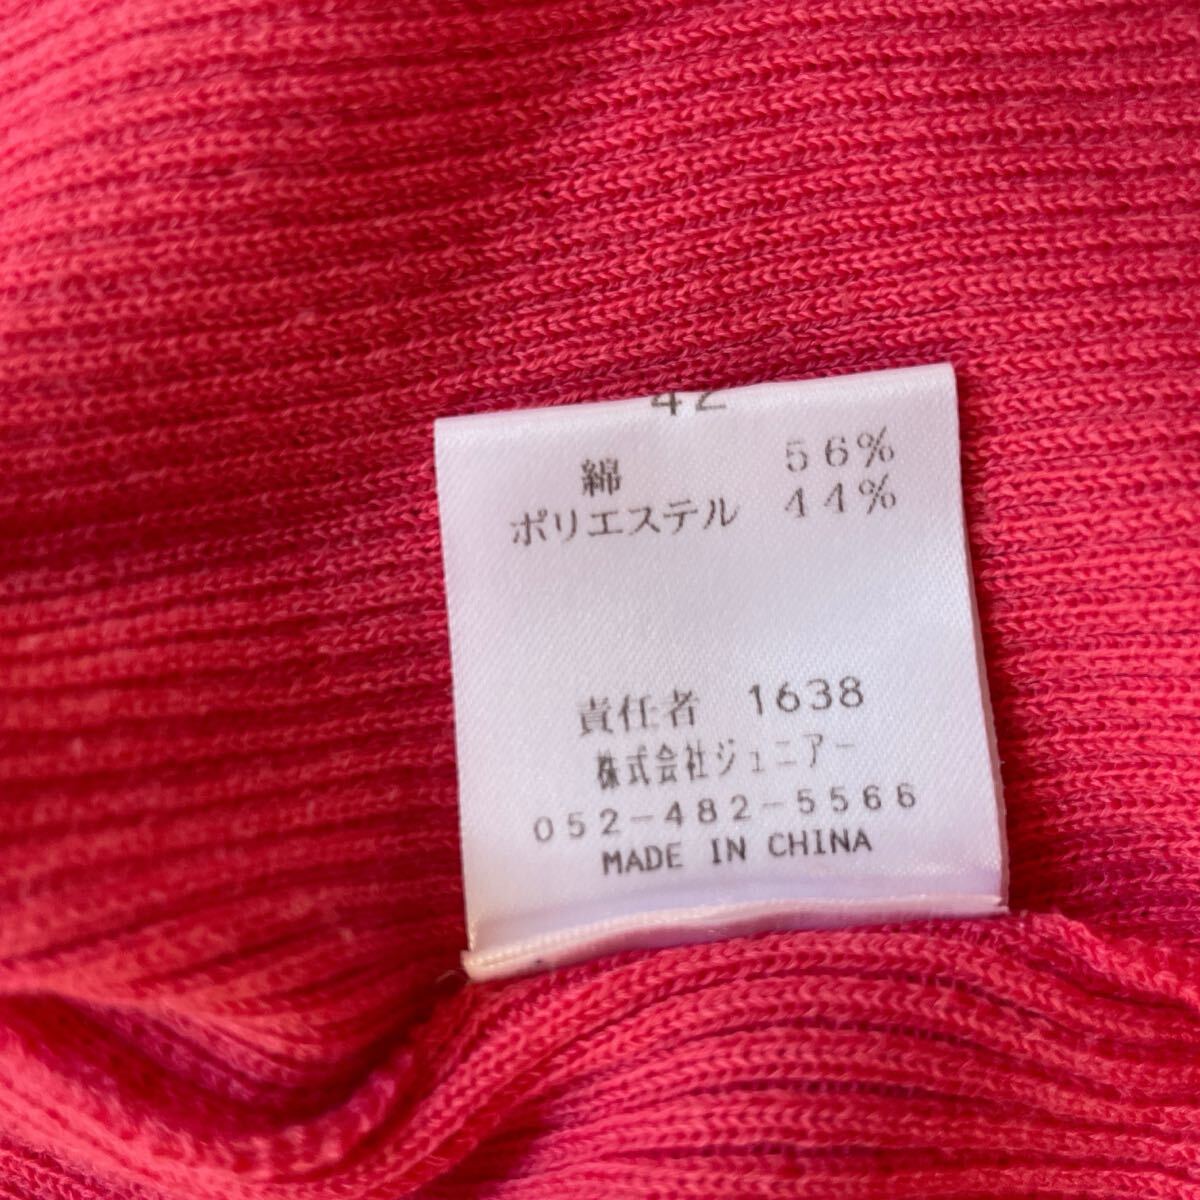 42
綿 56%
ポリエステル 44%
責任者 1638
株式会社ジュニアー
052-482-5566
MADE IN CHINA